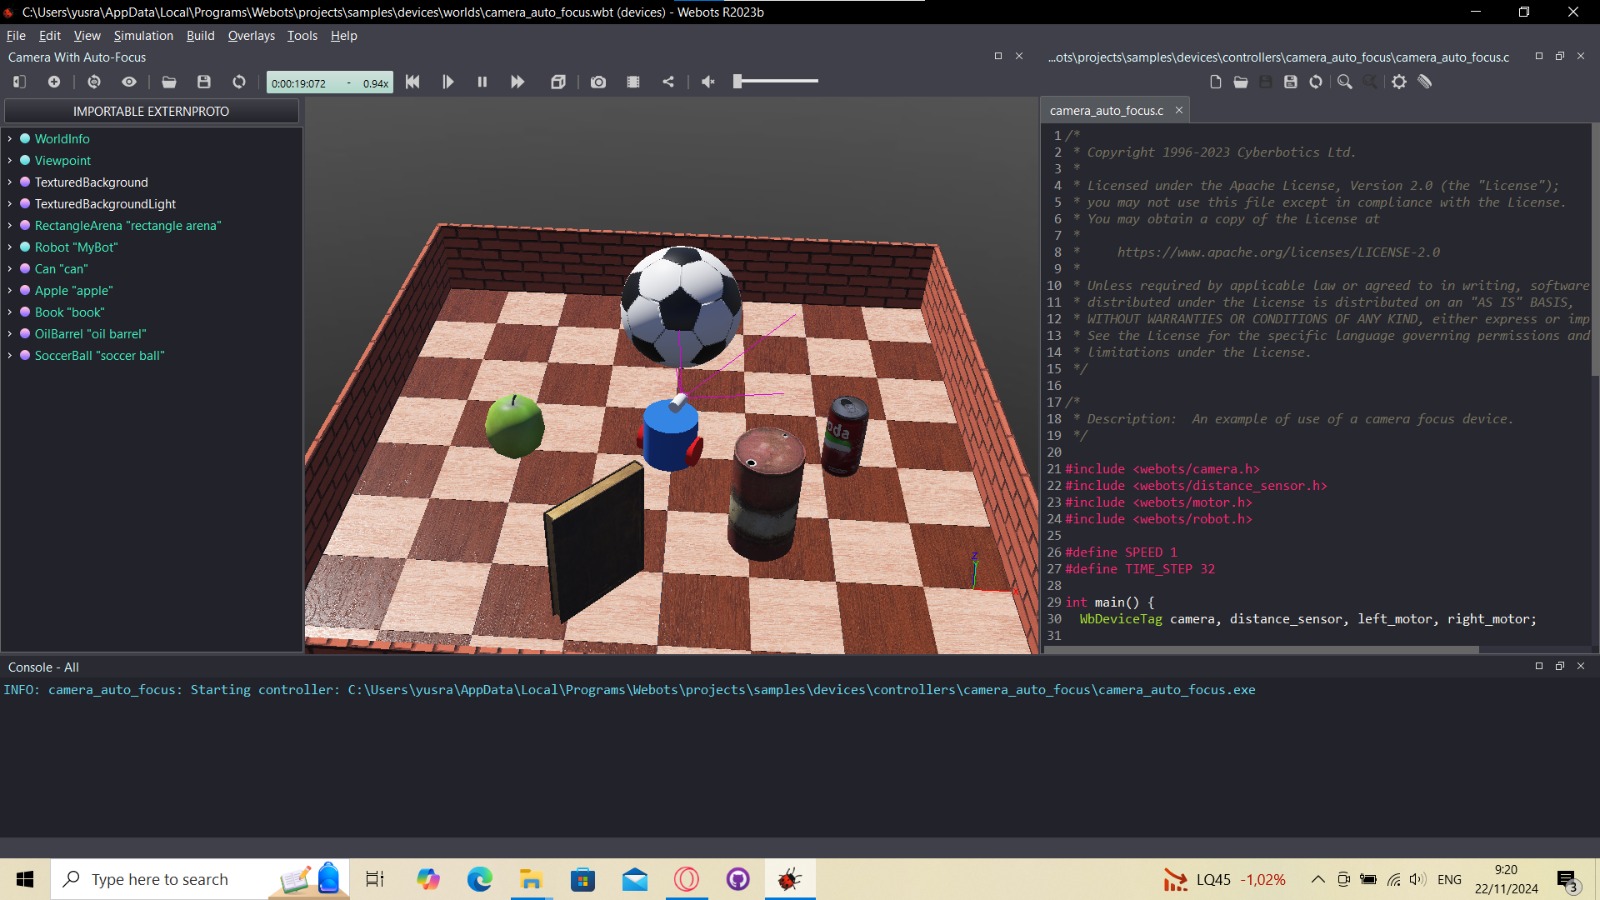 C:\Users\yusra\AppData\Local\Programs\Webots\projects\samples\devices\worlds\camera_auto_focus.wbt (devices) - Webots R2023b
File Edit View Simulation Build Overlays Tools Help
Camera With Auto-Focus
0:00:19:072 - 0.94x
IMPORTABLE EXTERNPROTO
WorldInfo
Viewpoint
TexturedBackground
TexturedBackgroundLight
RectangleArena "rectangle arena"
Robot "MyBot"
Can "can"
Apple "apple"
Book "book"
OilBarrel "oil barrel"
SoccerBall "soccer ball"
oda
Z
...ots\projects\samples\devices\controllers\camera_auto_focus\camera_auto_focus.c
camera_auto_focus.c
1 /*
2 * Copyright 1996-2023 Cyberbotics Ltd.
3 *
4 * Licensed under the Apache License, Version 2.0 (the "License");
5 * you may not use this file except in compliance with the License.
6 * You may obtain a copy of the License at
7 *
8 * https://www.apache.org/licenses/LICENSE-2.0
9 *
10 * Unless required by applicable law or agreed to in writing, software
11 * distributed under the License is distributed on an "AS IS" BASIS,
12 * WITHOUT WARRANTIES OR CONDITIONS OF ANY KIND, either express or imp
13 * See the License for the specific language governing permissions and
14 * limitations under the License.
15 */
16
17 /*
18 * Description: An example of use of a camera focus device.
19 */
20
21 #include <webots/camera.h>
22 #include <webots/distance_sensor.h>
23 #include <webots/motor.h>
24 #include <webots/robot.h>
25
26 #define SPEED 1
27 #define TIME_STEP 32
28
29 int main() {
30 WbDeviceTag camera, distance_sensor, left_motor, right_motor;
31
Console - All
INFO: camera_auto_focus: Starting controller: C:\Users\yusra\AppData\Local\Programs\Webots\projects\samples\devices\controllers\camera_auto_focus\camera_auto_focus.exe
Type here to search
LQ45 -1,02%
ENG
9:20
22/11/2024
3